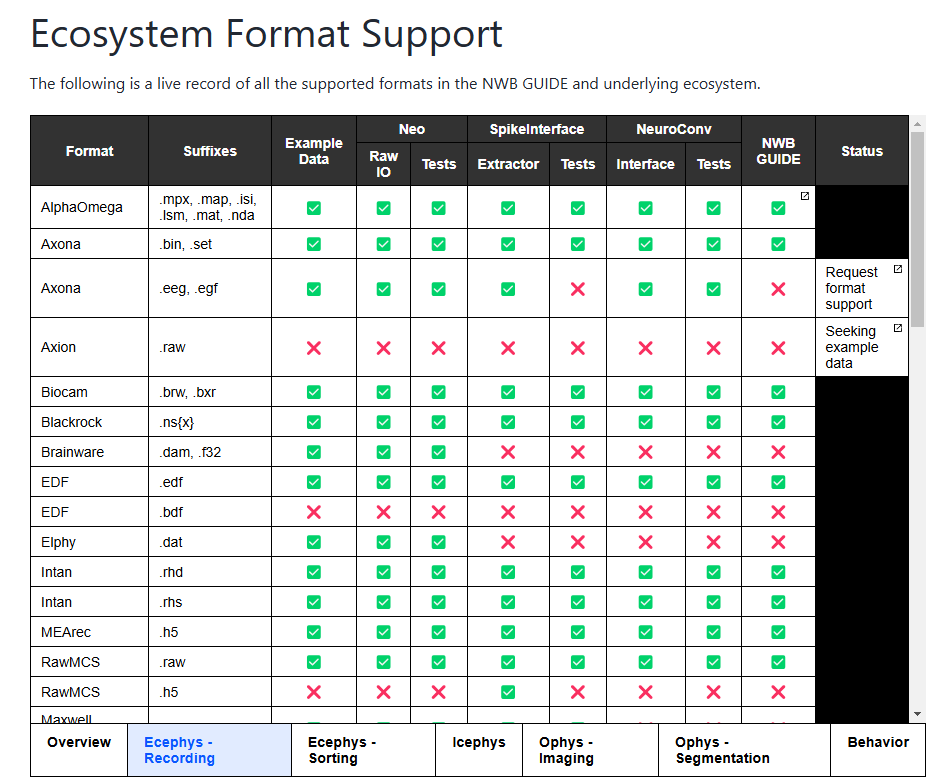 Ecosystem Format Support
The following is a live record of all the supported formats in the NWB GUIDE and underlying ecosystem.
Format Suffixes Example Data Neo SpikeInterface NeuroConv NWB GUIDE Status
Raw IO Tests Extractor Tests Interface Tests
AlphaOmega .mpx, .map, .isi, .lsm, .mat, .nda
Axona .bin, .set
Axona .eeg, .egf Request format support
Axion .raw Seeking example data
Biocam .brw, .bxr
Blackrock .ns{x}
Brainware .dam, .f32
EDF .edf
EDF .bdf
Elphy .dat
Intan .rhd
Intan .rhs
MEArec .h5
RawMCS .raw
RawMCS .h5
Maxwell
Overview Ecephys - Recording Ecephys - Sorting Icephys Ophys - Imaging Ophys - Segmentation Behavior